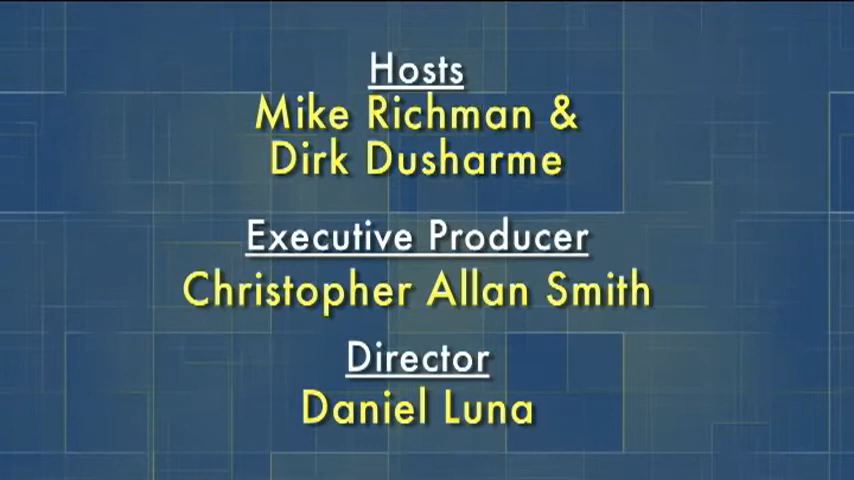 Hosts
Mike Richman &
Dirk Dusharme
Executive Producer
Christopher Allan Smith
Director
Daniel Luna